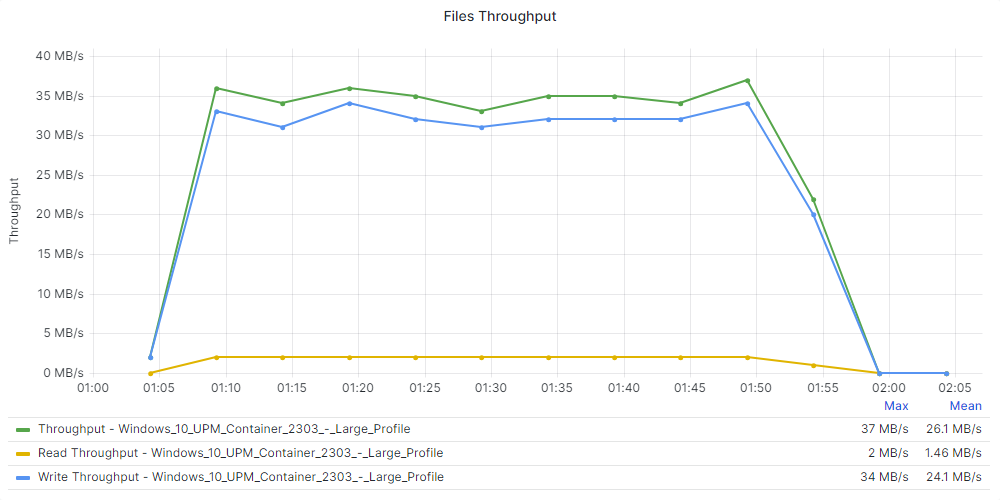 Files Throughput
Throughput
40 MB/s
35 MB/s
30 MB/s
25 MB/s
20 MB/s
15 MB/s
10 MB/s
5 MB/s
0 MB/s
01:00 01:05 01:10 01:15 01:20 01:25 01:30 01:35 01:40 01:45 01:50 01:55 02:00 02:05
Max Mean
Throughput - Windows_10_UPM_Container_2303_-_Large_Profile 37 MB/s 26.1 MB/s
Read Throughput - Windows_10_UPM_Container_2303_-_Large_Profile 2 MB/s 1.46 MB/s
Write Throughput - Windows_10_UPM_Container_2303_-_Large_Profile 34 MB/s 24.1 MB/s